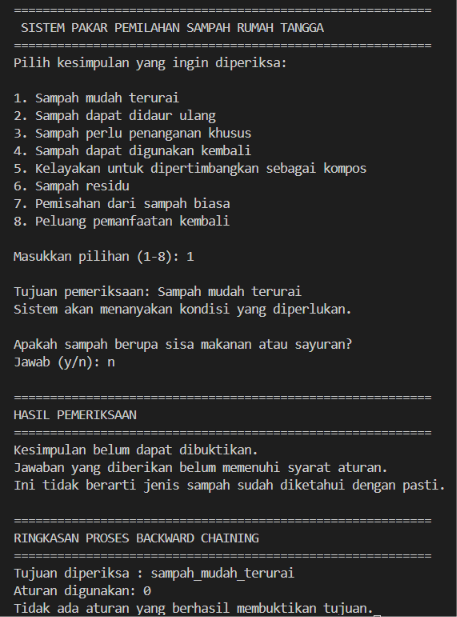 ==========================================================
SISTEM PAKAR PEMILAHAN SAMPAH RUMAH TANGGA
==========================================================
Pilih kesimpulan yang ingin diperiksa:
1. Sampah mudah terurai
2. Sampah dapat didaur ulang
3. Sampah perlu penanganan khusus
4. Sampah dapat digunakan kembali
5. Kelayakan untuk dipertimbangkan sebagai kompos
6. Sampah residu
7. Pemisahan dari sampah biasa
8. Peluang pemanfaatan kembali
Masukkan pilihan (1-8): 1
Tujuan pemeriksaan: Sampah mudah terurai
Sistem akan menanyakan kondisi yang diperlukan.
Apakah sampah berupa sisa makanan atau sayuran?
Jawab (y/n): n
==========================================================
HASIL PEMERIKSAAN
==========================================================
Kesimpulan belum dapat dibuktikan.
Jawaban yang diberikan belum memenuhi syarat aturan.
Ini tidak berarti jenis sampah sudah diketahui dengan pasti.
==========================================================
RINGKASAN PROSES BACKWARD CHAINING
==========================================================
Tujuan diperiksa : sampah_mudah_terurai
Aturan digunakan: 0
Tidak ada aturan yang berhasil membuktikan tujuan.